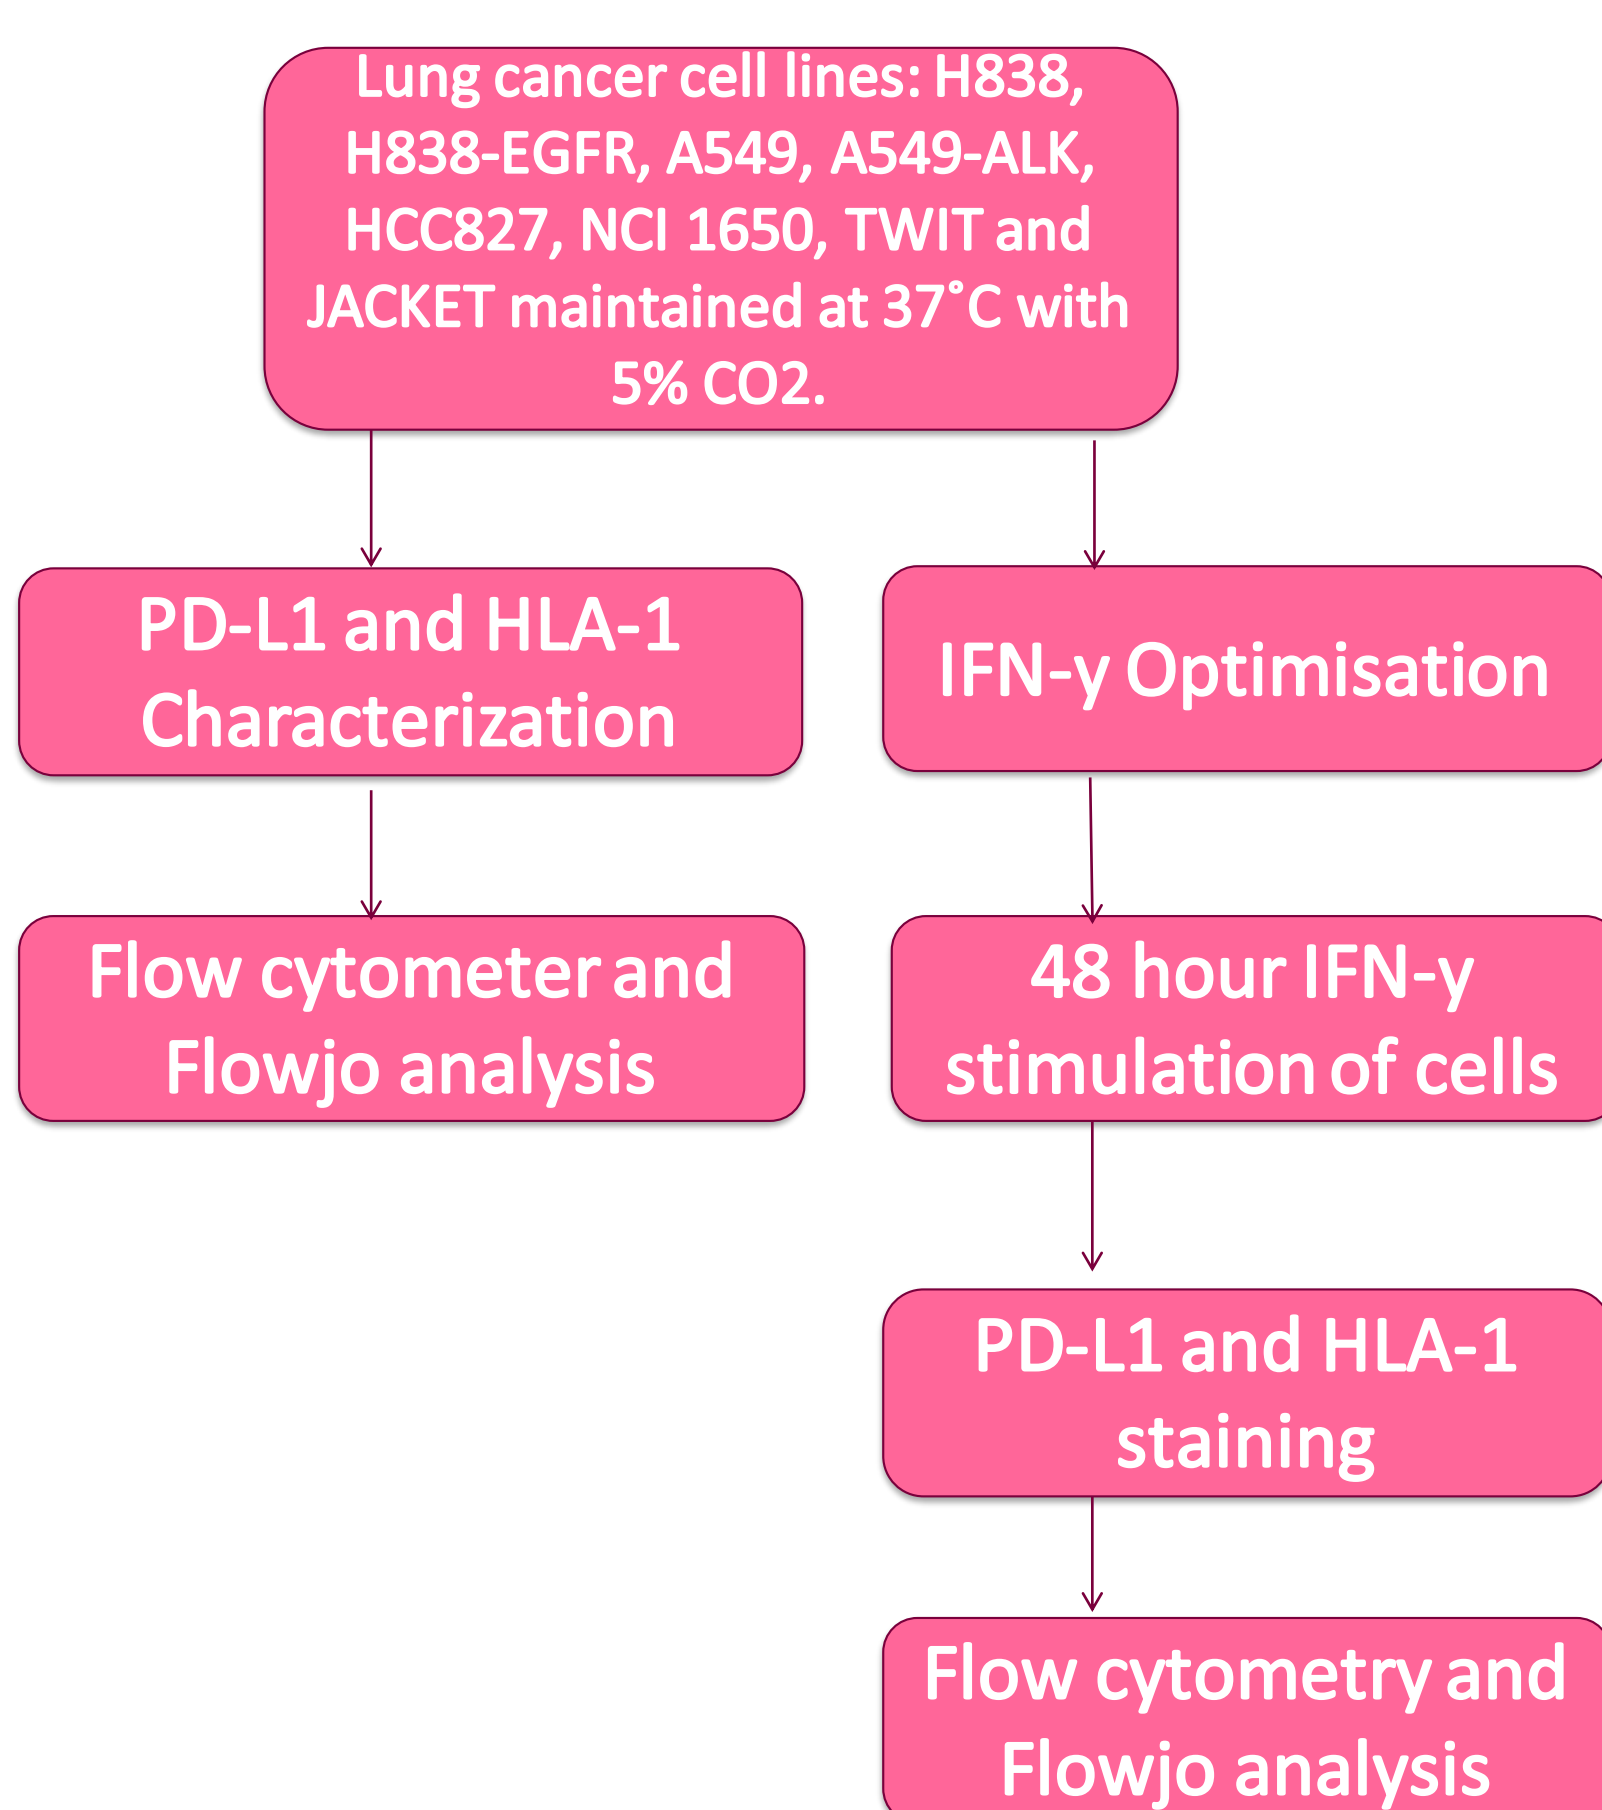 Lung cancer cell lines: H838,
H838-EGFR, A549, A549-ALK,
HCC827, NCI 1650, TWIT and
JACKET maintained at 37˚C with
5% CO2.
PD-L1 and HLA-1
Characterization
Flow cytometer and
Flowjo analysis
IFN-y Optimisation
48 hour IFN-y
stimulation of cells
PD-L1 and HLA-1
staining
Flow cytometry and
Flowjo analysis